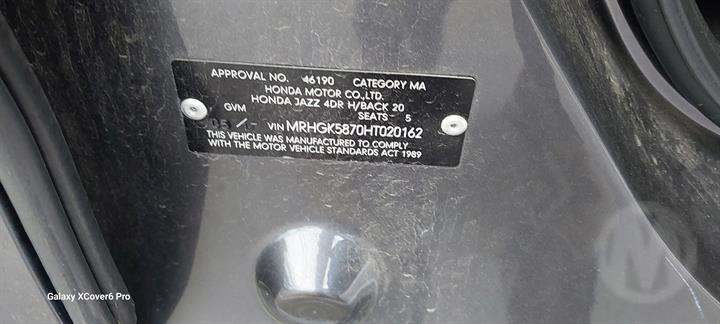 APPROVAL NO. 46190 CATEGORY MA
HONDA MOTOR CO.,LTD.
HONDA JAZZ 4DR H/BACK 20
GVM SEATS - 5
05/- VIN MRHGK5870HT020162
THIS VEHICLE WAS MANUFACTURED TO COMPLY
WITH THE MOTOR VEHICLE STANDARDS ACT 1989
Galaxy XCover6 Pro
M